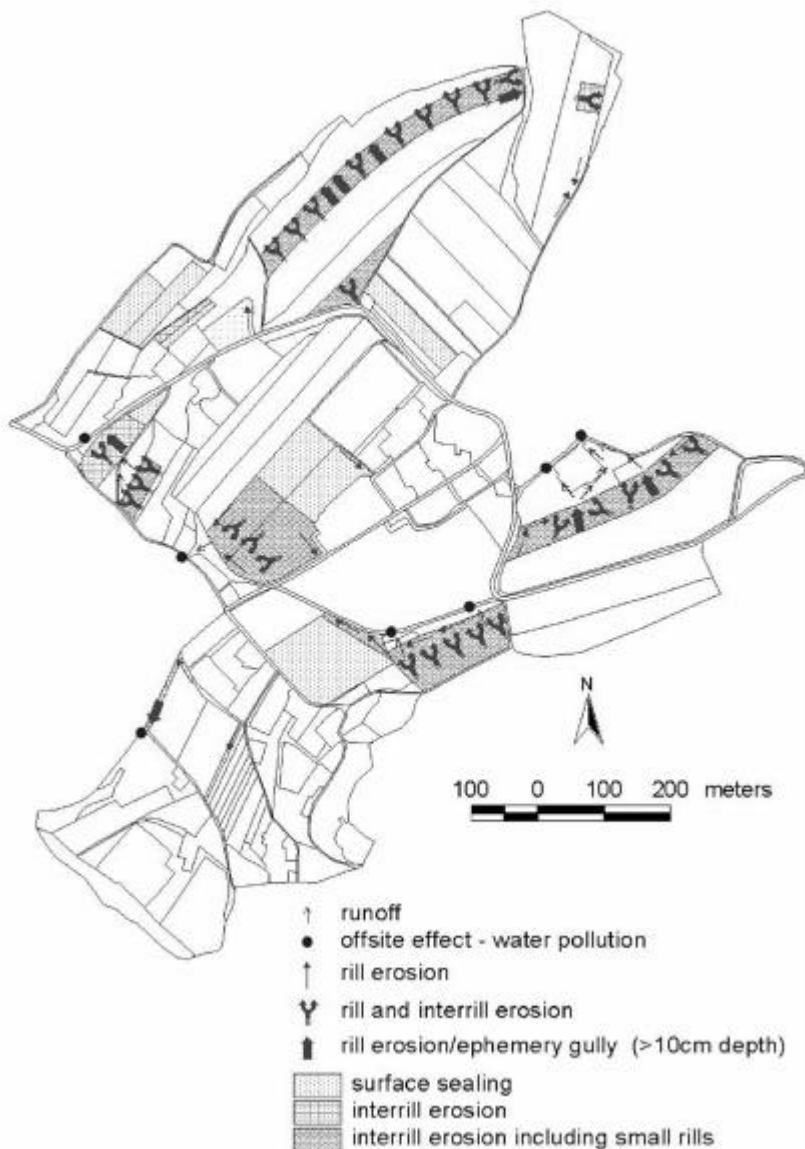 N
100 0 100 200 meters
runoff
offsite effect - water pollution
rill erosion
rill and interrill erosion
rill erosion/ephemery gully (>10cm depth)
surface sealing
interrill erosion
interrill erosion including small rills